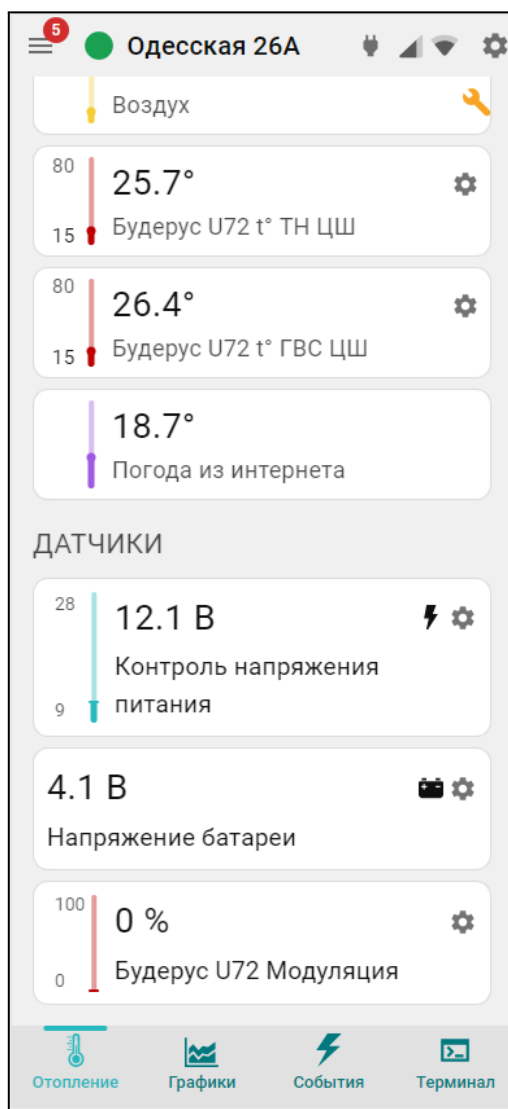 5
Одесская 26А
Воздух
80
25.7°
15
Будерус U72 t° ТН ЦШ
80
26.4°
15
Будерус U72 t° ГВС ЦШ
18.7°
Погода из интернета
ДАТЧИКИ
28
12.1 В
Контроль напряжения
9
питания
4.1 В
Напряжение батареи
100
0 %
0
Будерус U72 Модуляция
Отопление Графики События Терминал